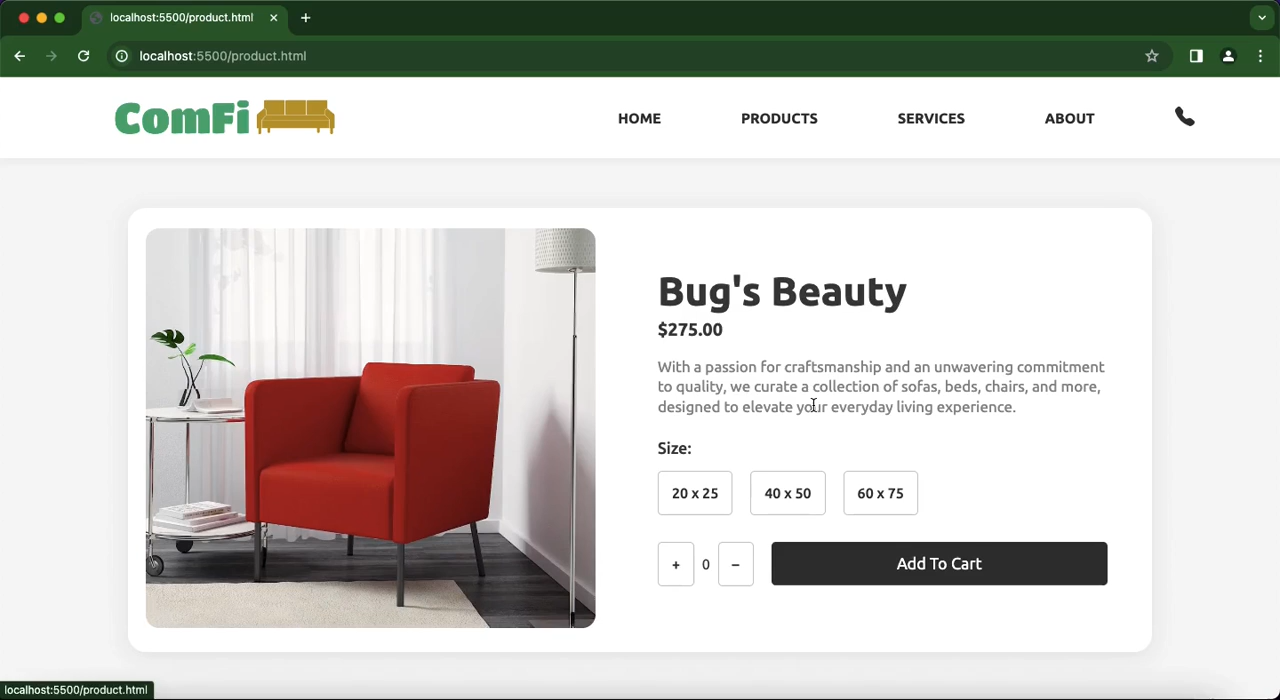 localhost:5500/product.html
localhost:5500/product.html
ComFi
HOME
PRODUCTS
SERVICES
ABOUT
Bug's Beauty
$275.00
With a passion for craftsmanship and an unwavering commitment
to quality, we curate a collection of sofas, beds, chairs, and more,
designed to elevate your everyday living experience.
Size:
20 x 25
40 x 50
60 x 75
+ 0 −
Add To Cart
localhost:5500/product.html